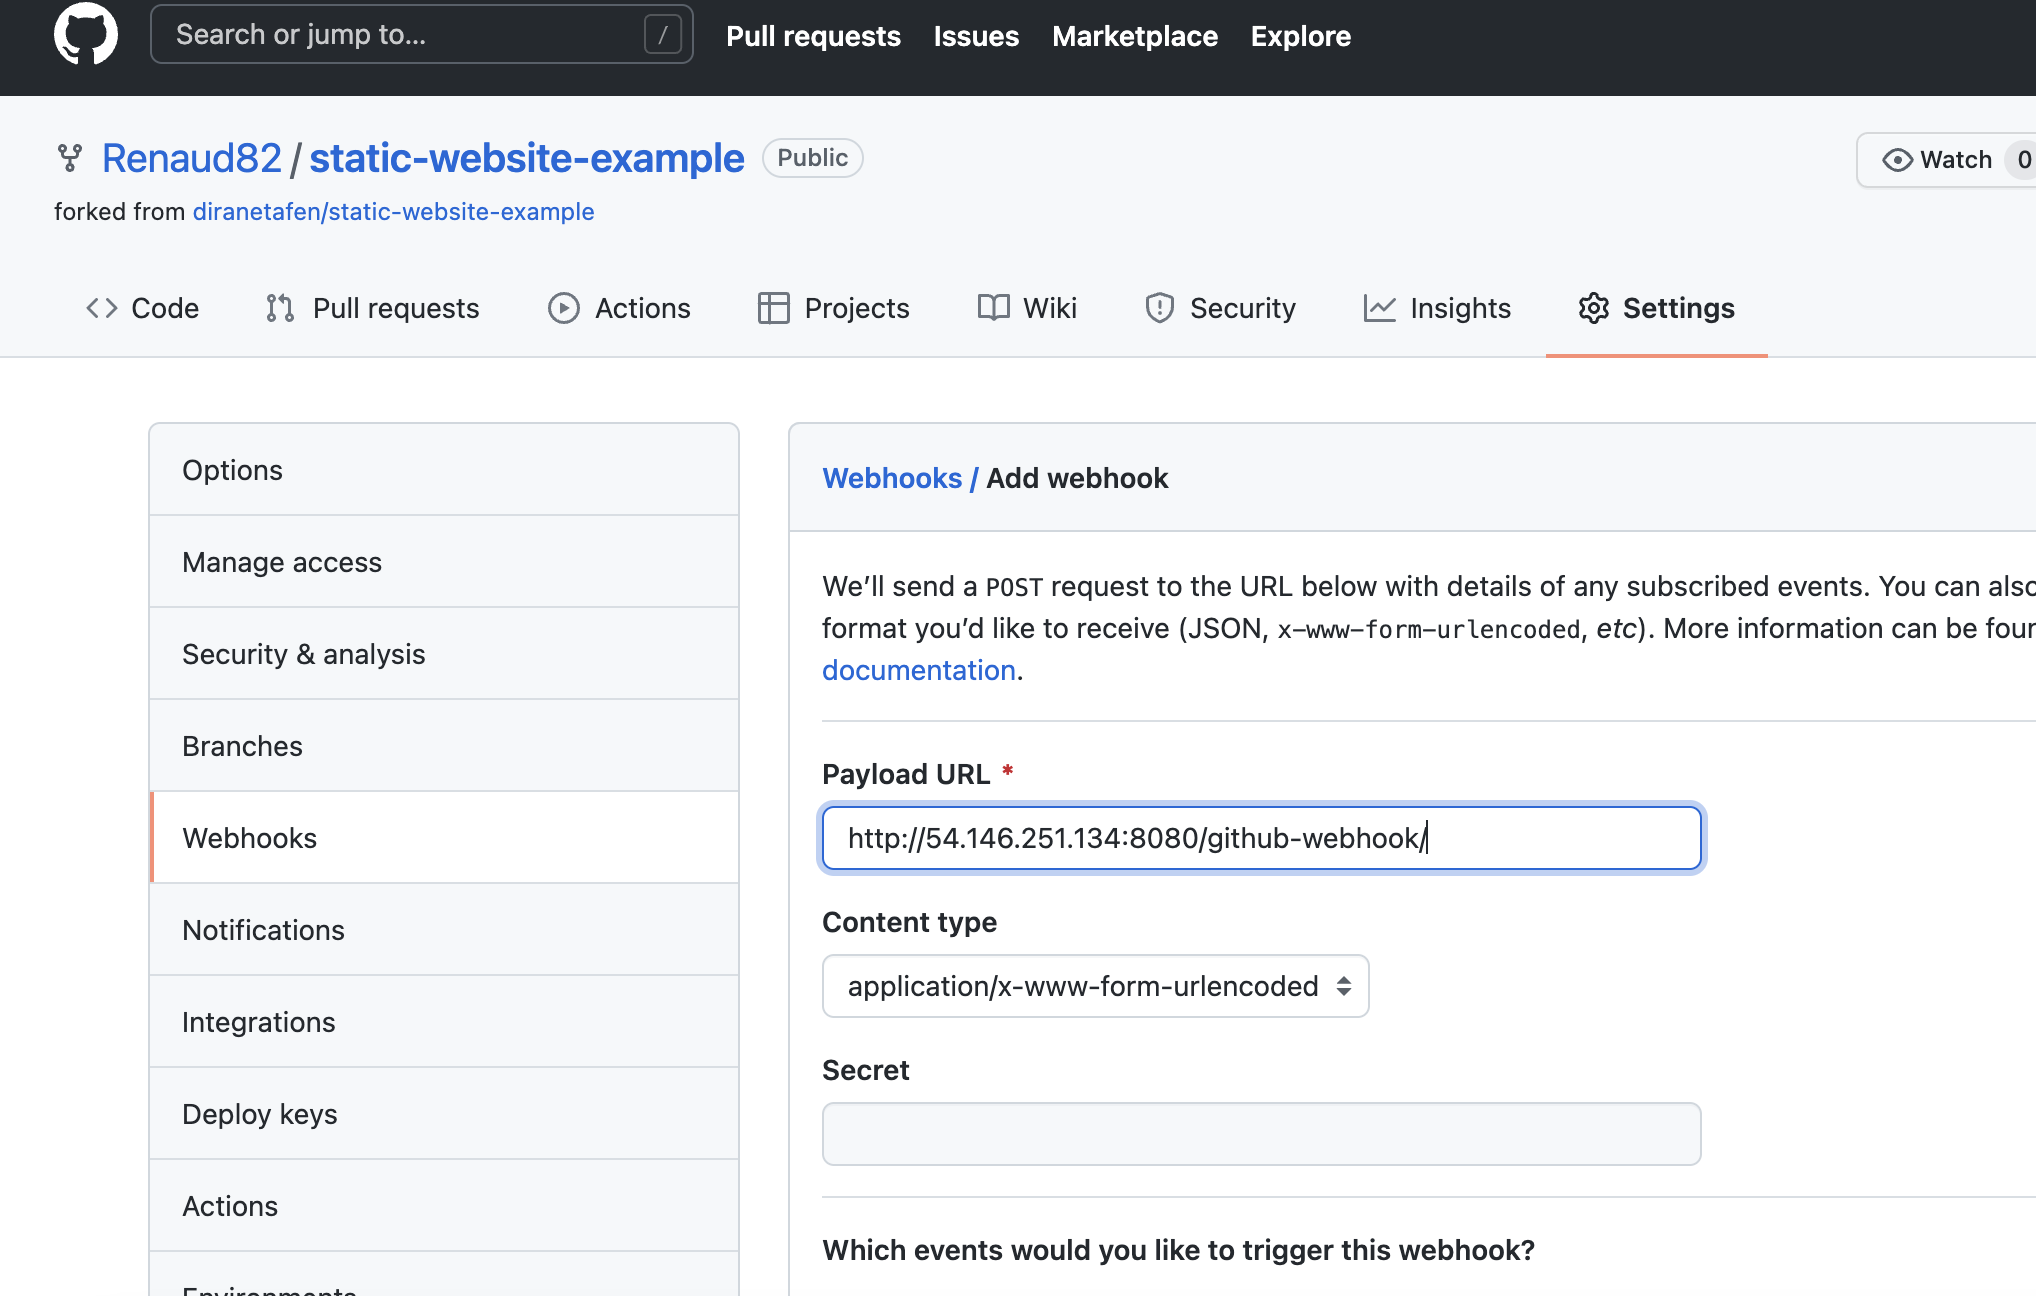 Search or jump to... /
Pull requests Issues Marketplace Explore
Renaud82 / static-website-example Public
Watch 0
forked from diranetafen/static-website-example
Code Pull requests Actions Projects Wiki Security Insights Settings
Options
Manage access
Security & analysis
Branches
Webhooks
Notifications
Integrations
Deploy keys
Actions
Environments
Webhooks / Add webhook
We’ll send a POST request to the URL below with details of any subscribed events. You can also
format you’d like to receive (JSON, x-www-form-urlencoded, etc). More information can be
documentation.
Payload URL *
http://54.146.251.134:8080/github-webhook/
Content type
application/x-www-form-urlencoded
Secret
Which events would you like to trigger this webhook?